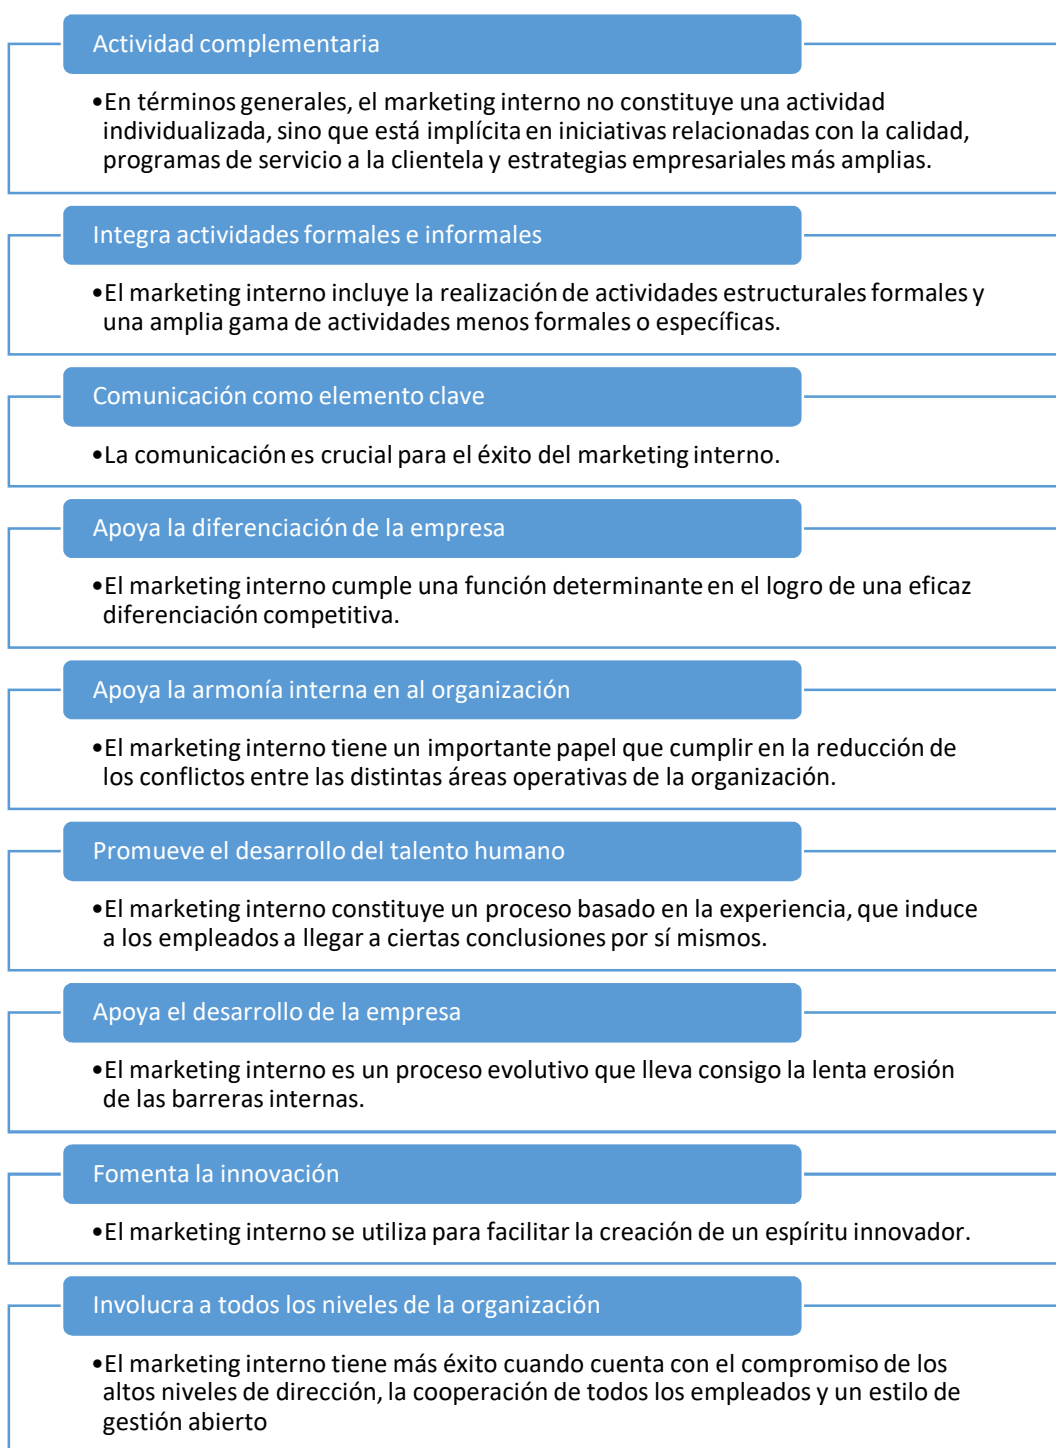 Actividad complementaria
•En términos generales, el marketing interno no constituye una actividad
individualizada, sino que está implícita en iniciativas relacionadas con la calidad,
programas de servicio a la clientela y estrategias empresariales más amplias.
Integra actividades formales e informales
•El marketing interno incluye la realización de actividades estructurales formales y
una amplia gama de actividades menos formales o específicas.
Comunicación como elemento clave
•La comunicación es crucial para el éxito del marketing interno.
Apoya la diferenciación de la empresa
•El marketing interno cumple una función determinante en el logro de una eficaz
diferenciación competitiva.
Apoya la armonía interna en al organización
•El marketing interno tiene un importante papel que cumplir en la reducción de
los conflictos entre las distintas áreas operativas de la organización.
Promueve el desarrollo del talento humano
•El marketing interno constituye un proceso basado en la experiencia, que induce
a los empleados a llegar a ciertas conclusiones por sí mismos.
Apoya el desarrollo de la empresa
•El marketing interno es un proceso evolutivo que lleva consigo la lenta erosión
de las barreras internas.
Fomenta la innovación
•El marketing interno se utiliza para facilitar la creación de un espíritu innovador.
Involucra a todos los niveles de la organización
•El marketing interno tiene más éxito cuando cuenta con el compromiso de los
altos niveles de dirección, la cooperación de todos los empleados y un estilo de
gestión abierto